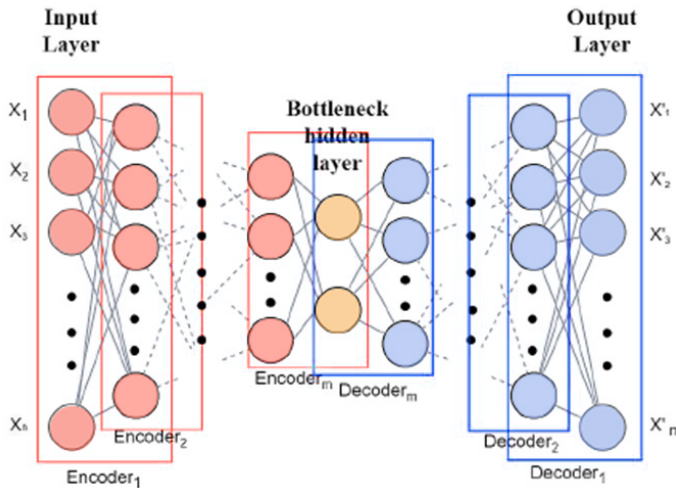 Input
Layer
Output
Layer
Bottleneck
hidden
layer
X1
X2
X3
Xn
X'1
X'2
X'3
X'n
Encoderm
Decoderm
Encoder2
Decoder2
Encoder1
Decoder1